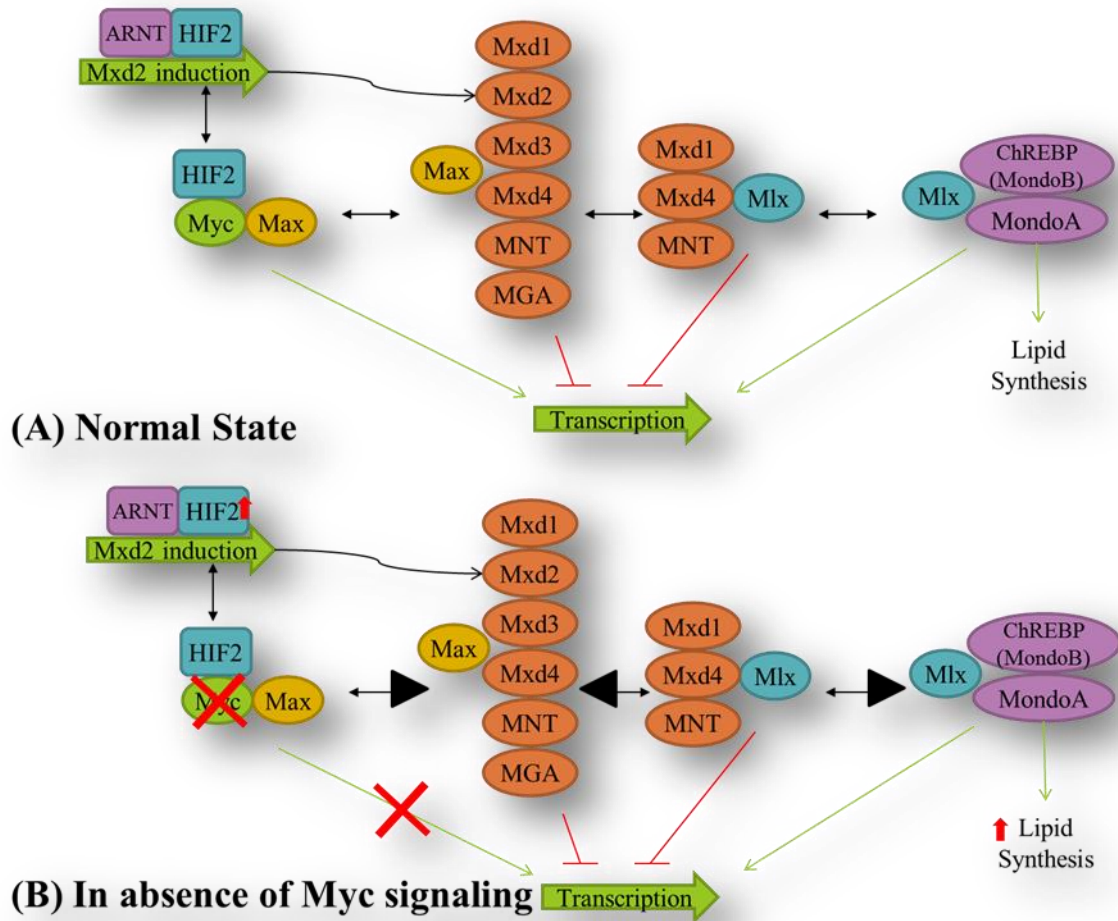 ARNT
HIF2
Mxd2 induction
HIF2
Myc
Max
Max
Mxd1
Mxd2
Mxd3
Mxd4
MNT
MGA
Mxd1
Mxd4
MNT
Mlx
Mlx
ChREBP
(MondoB)
MondoA
Lipid
Synthesis
Transcription
(A) Normal State
ARNT
HIF2
Mxd2 induction
HIF2
Myc
Max
Max
Mxd1
Mxd2
Mxd3
Mxd4
MNT
MGA
Mxd1
Mxd4
MNT
Mlx
Mlx
ChREBP
(MondoB)
MondoA
Lipid
Synthesis
(B) In absence of Myc signaling
Transcription